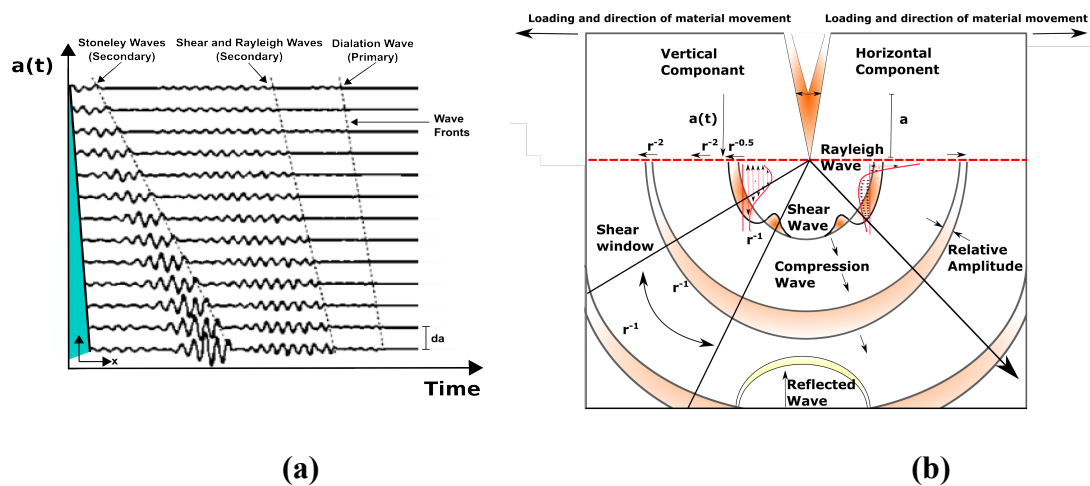 Stoneley Waves
(Secondary)
Shear and Rayleigh Waves
(Secondary)
Dialation Wave
(Primary)
a(t)
Wave
Fronts
da
x
Time
(a)
Loading and direction of material movement
Loading and direction of material movement
Vertical
Componant
Horizontal
Component
a(t)
a
r-2
r-2
r-0.5
Rayleigh
Wave
Shear
Wave
Shear
window
r-1
Relative
Amplitude
Compression
Wave
r-1
r-1
Reflected
Wave
(b)